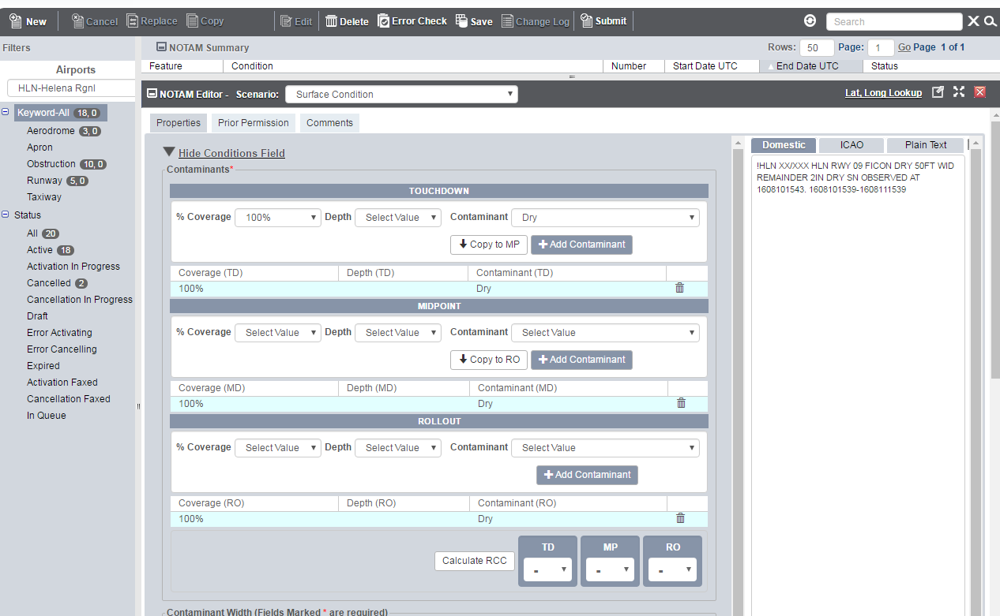 New Cancel Replace Copy Edit Delete Error Check Save Change Log Submit Search
Filters
Airports
HLN-Helena Rgnl
Keyword-All 18, 0
Aerodrome 3, 0
Apron
Obstruction 10, 0
Runway 5, 0
Taxiway
Status
All 20
Active 18
Activation In Progress
Cancelled 2
Cancellation In Progress
Draft
Error Activating
Error Cancelling
Expired
Activation Faxed
Cancellation Faxed
In Queue
NOTAM Summary Rows: 50 Page: 1 Go Page 1 of 1
Feature Condition Number Start Date UTC End Date UTC Status
NOTAM Editor - Scenario: Surface Condition Lat, Long Lookup
Properties Prior Permission Comments
Hide Conditions Field
Contaminants*
TOUCHDOWN
% Coverage 100% Depth Select Value Contaminant Dry
Copy to MP Add Contaminant
Coverage (TD) Depth (TD) Contaminant (TD)
100% Dry
MIDPOINT
% Coverage Select Value Depth Select Value Contaminant Select Value
Copy to RO Add Contaminant
Coverage (MD) Depth (MD) Contaminant (MD)
100% Dry
ROLLOUT
% Coverage Select Value Depth Select Value Contaminant Select Value
Add Contaminant
Coverage (RO) Depth (RO) Contaminant (RO)
100% Dry
TD MP RO
Calculate RCC - - -
Contaminant Width (Fields Marked * are required)
Domestic ICAO Plain Text
!HLN XX/XXX HLN RWY 09 FICON DRY 50FT WID
REMAINDER 2IN DRY SN OBSERVED AT
1608101543. 1608101539-1608111539